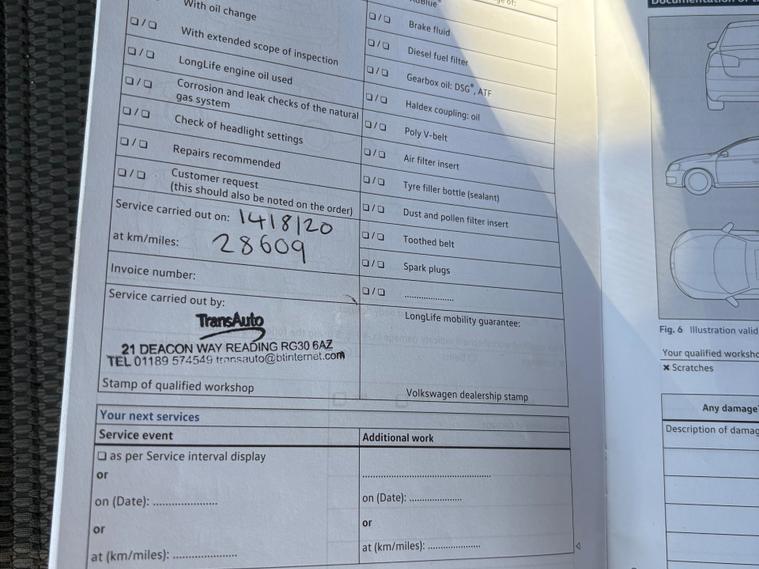 With oil change
❏ / ❏ With extended scope of inspection
❏ / ❏ LongLife engine oil used
❏ / ❏ Corrosion and leak checks of the natural
gas system
❏ / ❏ Check of headlight settings
❏ / ❏ Repairs recommended
❏ / ❏ Customer request
(this should also be noted on the order)
Service carried out on: 14/8/20
at km/miles: 28609
Invoice number:
Service carried out by:
TransAuto
21 DEACON WAY READING RG30 6AZ
TEL 01189 574549 transauto@btinternet.com
Stamp of qualified workshop
AdBlue®
❏ / ❏ Brake fluid
❏ / ❏ Diesel fuel filter
❏ / ❏ Gearbox oil: DSG®, ATF
❏ / ❏ Haldex coupling: oil
❏ / ❏ Poly V-belt
❏ / ❏ Air filter insert
❏ / ❏ Tyre filler bottle (sealant)
❏ / ❏ Dust and pollen filter insert
❏ / ❏ Toothed belt
❏ / ❏ Spark plugs
❏ / ❏ ....................
LongLife mobility guarantee:
Volkswagen dealership stamp
Your next services
Service event
❏ as per Service interval display
or
on (Date): ....................
or
at (km/miles): ....................
Additional work
........................................
on (Date): ................
or
at (km/miles): ................
Fig. 6 Illustration valid
Your qualified worksho
✖ Scratches
Any damage
Description of damag